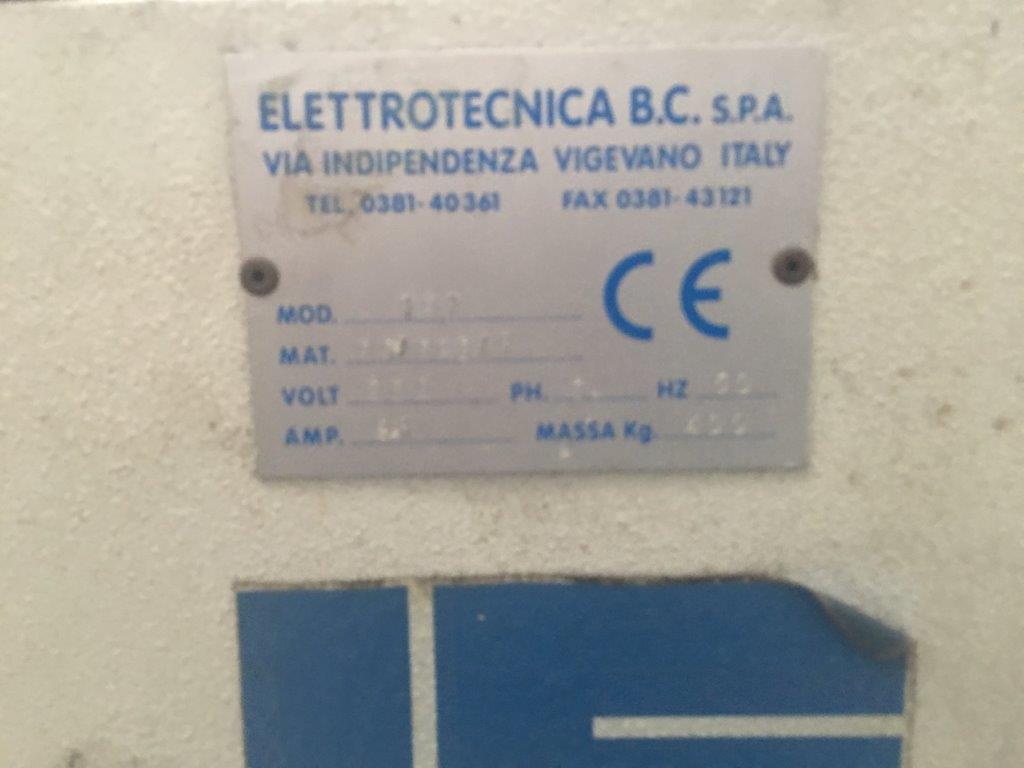 ELETTROTECNICA B.C. S.P.A.
VIA INDIPENDENZA VIGEVANO ITALY
TEL. 0381-40361 FAX 0381-43121
CE
MOD.
MAT.
VOLT PH. HZ
AMP. MASSA Kg.